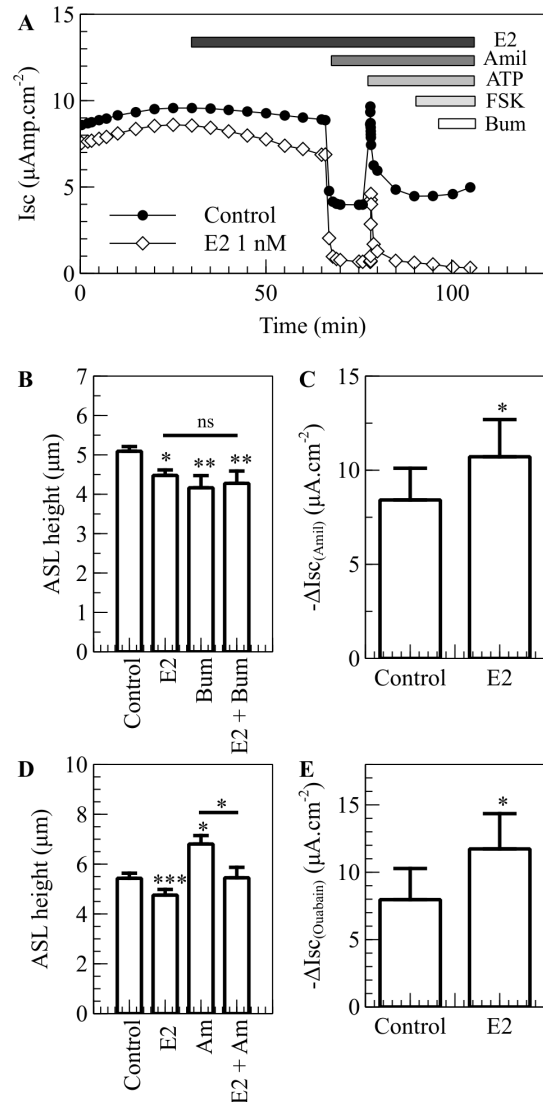 A
Isc (µAmp.cm-2)
15
10
5
0
0
50
100
Time (min)
Control
E2 1 nM
E2
Amil
ATP
FSK
Bum
B
ASL height (µm)
7
6
5
4
3
2
1
0
ns
*
**
**
Control
E2
Bum
E2 + Bum
C
-ΔIsc(Amil) (µA.cm-2)
15
10
5
0
*
Control
E2
D
ASL height (µm)
10
8
6
4
2
0
***
*
*
Control
E2
Am
E2 + Am
E
-ΔIsc(Ouabain) (µA.cm-2)
15
10
5
0
*
Control
E2